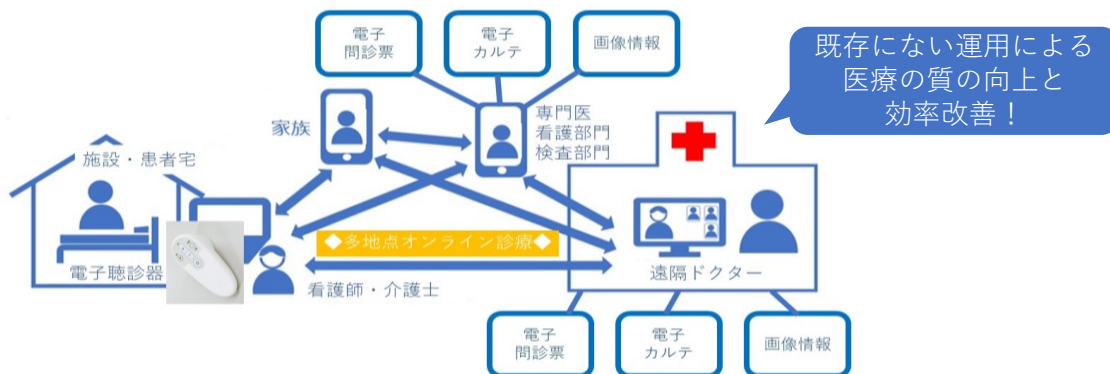 電子
問診票
電子
カルテ
画像情報
既存にない運用による
医療の質の向上と
効率改善！
家族
専門医
看護部門
検査部門
施設・患者宅
◆多地点オンライン診療◆
電子聴診器
看護師・介護士
遠隔ドクター
電子
問診票
電子
カルテ
画像情報